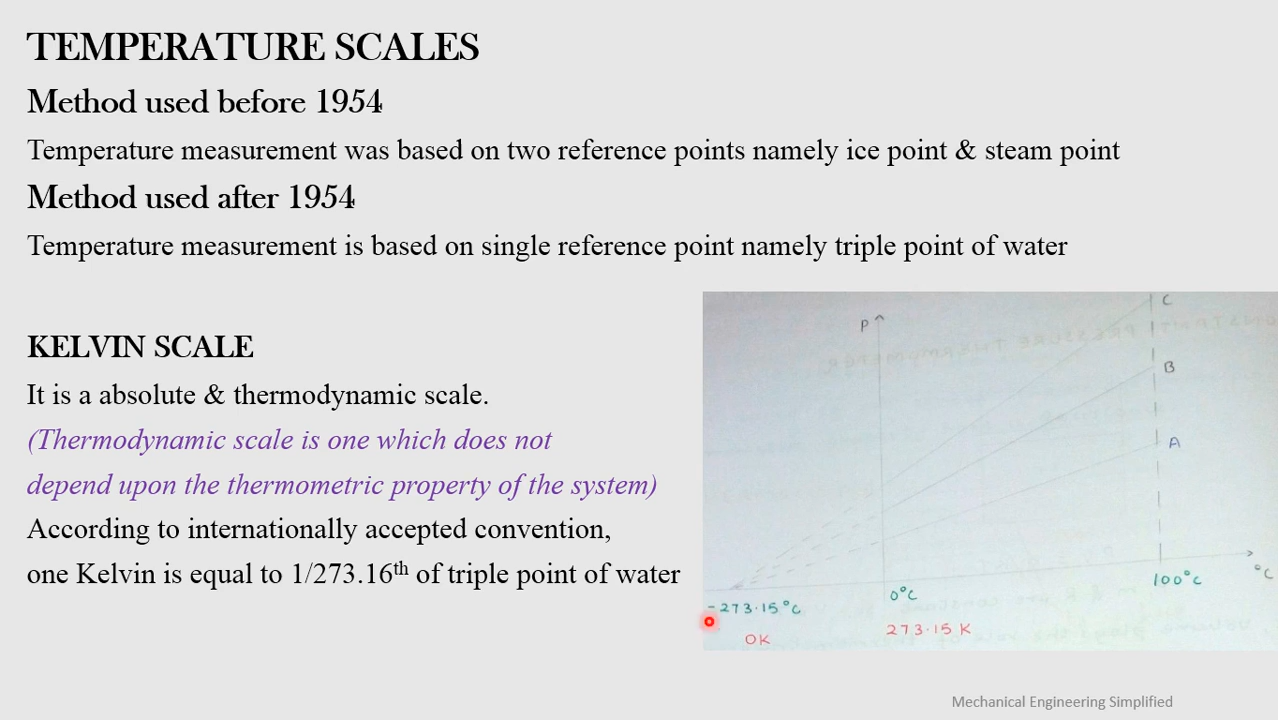 TEMPERATURE SCALES
Method used before 1954
Temperature measurement was based on two reference points namely ice point & steam point
Method used after 1954
Temperature measurement is based on single reference point namely triple point of water
KELVIN SCALE
It is a absolute & thermodynamic scale.
(Thermodynamic scale is one which does not
depend upon the thermometric property of the system)
According to internationally accepted convention,
one Kelvin is equal to 1/273.16th of triple point of water
P
C
B
A
°C
-273.15°C
0°C
100°C
0K
273.15 K
Mechanical Engineering Simplified